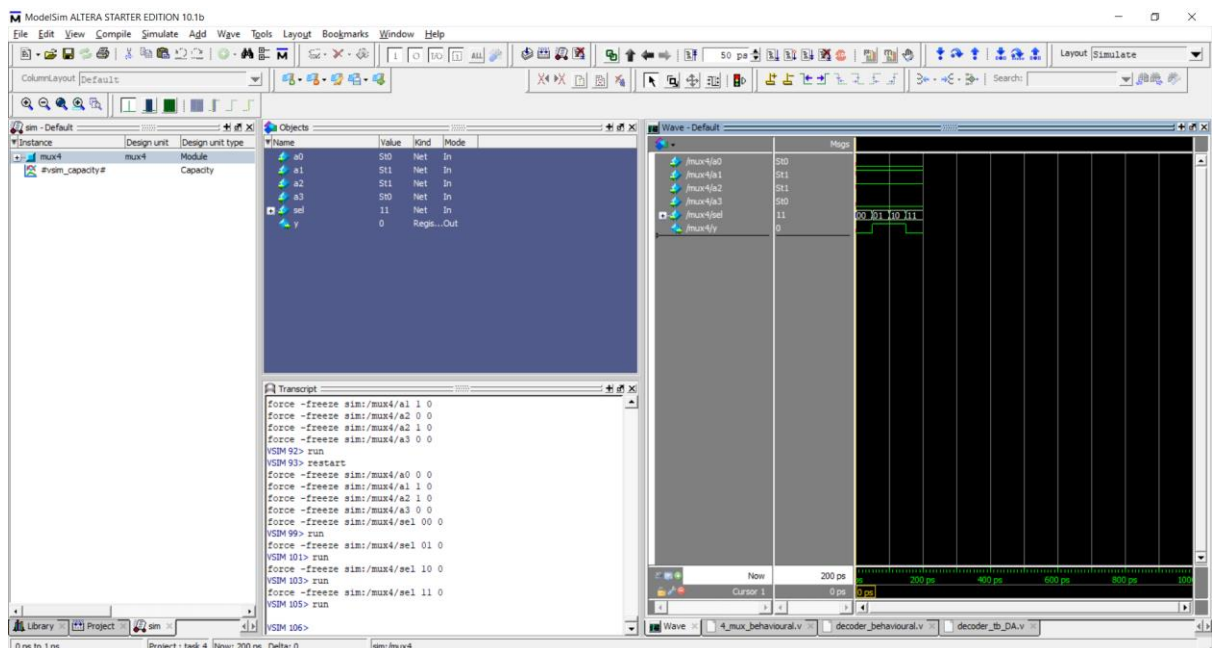 ModelSim ALTERA STARTER EDITION 10.1b
File Edit View Compile Simulate Add Wave Tools Layout Bookmarks Window Help
50 ps
Layout Simulate
ColumnLayout Default
Search:
sim - Default
Instance Design unit Design unit type
mux4 mux4 Module
#vsim_capacity# Capacity
Objects
Name Value Kind Mode
a0 St0 Net In
a1 St1 Net In
a2 St1 Net In
a3 St0 Net In
sel 11 Net In
y 0 Regis...Out
Transcript
force -freeze sim:/mux4/a1 1 0
force -freeze sim:/mux4/a2 0 0
force -freeze sim:/mux4/a2 1 0
force -freeze sim:/mux4/a3 0 0
VSIM 92> run
VSIM 93> restart
force -freeze sim:/mux4/a0 0 0
force -freeze sim:/mux4/a1 1 0
force -freeze sim:/mux4/a2 1 0
force -freeze sim:/mux4/a3 0 0
force -freeze sim:/mux4/sel 00 0
VSIM 99> run
force -freeze sim:/mux4/sel 01 0
VSIM 101> run
force -freeze sim:/mux4/sel 10 0
VSIM 103> run
force -freeze sim:/mux4/sel 11 0
VSIM 105> run
VSIM 106>
Wave - Default
Msgs
/mux4/a0 St0
/mux4/a1 St1
/mux4/a2 St1
/mux4/a3 St0
/mux4/sel 11 00 01 10 11
/mux4/y 0
Now 200 ps 200 ps 400 ps 600 ps 800 ps
Cursor 1 0 ps 0 ps
Library Project sim
Wave 4_mux_behavioural.v decoder_behavioural.v decoder_tb_DA.v
0 ps to 1 ns Project : task 4 Now: 200 ps Delta: 0 sim:/mux4